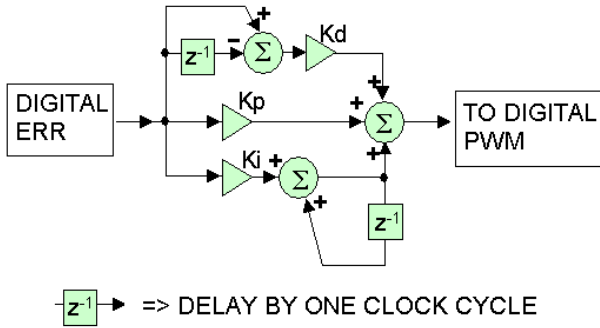 +
Kd
−
z-1
Σ
+
DIGITAL
ERR
Kp
+
Σ
TO DIGITAL
PWM
+
Ki
+
Σ
+
z-1
z-1 => DELAY BY ONE CLOCK CYCLE